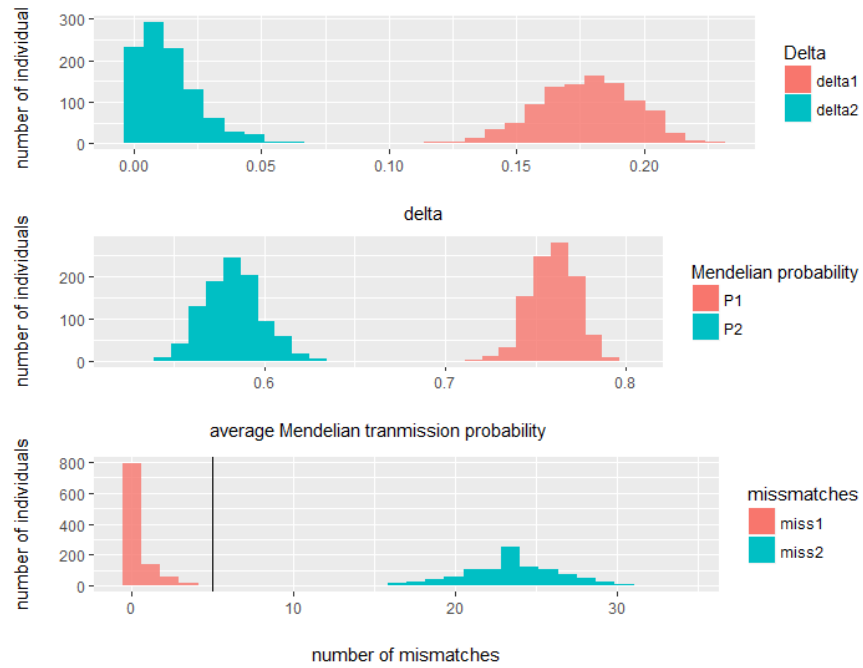 number of individual
300
200
100
0
0.00
0.05
0.10
0.15
0.20
delta
Delta
delta1
delta2
number of individuals
200
100
0
0.6
0.7
0.8
average Mendelian tranmission probability
Mendelian probability
P1
P2
number of individuals
800
600
400
200
0
0
10
20
30
number of mismatches
missmatches
miss1
miss2